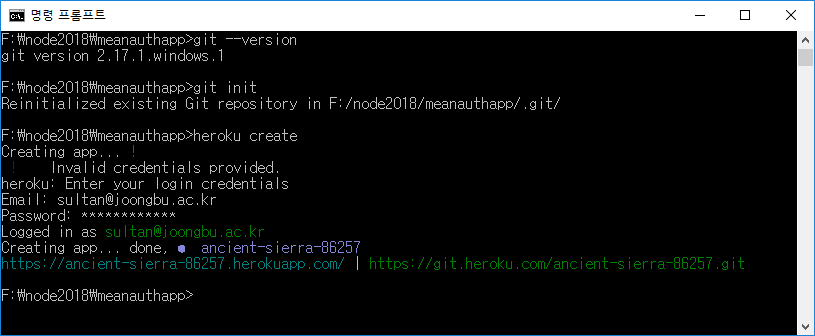 명령 프롬프트
F:₩node2018₩meanauthapp>git --version
git version 2.17.1.windows.1
F:₩node2018₩meanauthapp>git init
Reinitialized existing Git repository in F:/node2018/meanauthapp/.git/
F:₩node2018₩meanauthapp>heroku create
Creating app... !
!    Invalid credentials provided.
heroku: Enter your login credentials
Email: sultan@joongbu.ac.kr
Password: ************
Logged in as sultan@joongbu.ac.kr
Creating app... done, ● ancient-sierra-86257
https://ancient-sierra-86257.herokuapp.com/ | https://git.heroku.com/ancient-sierra-86257.git
F:₩node2018₩meanauthapp>